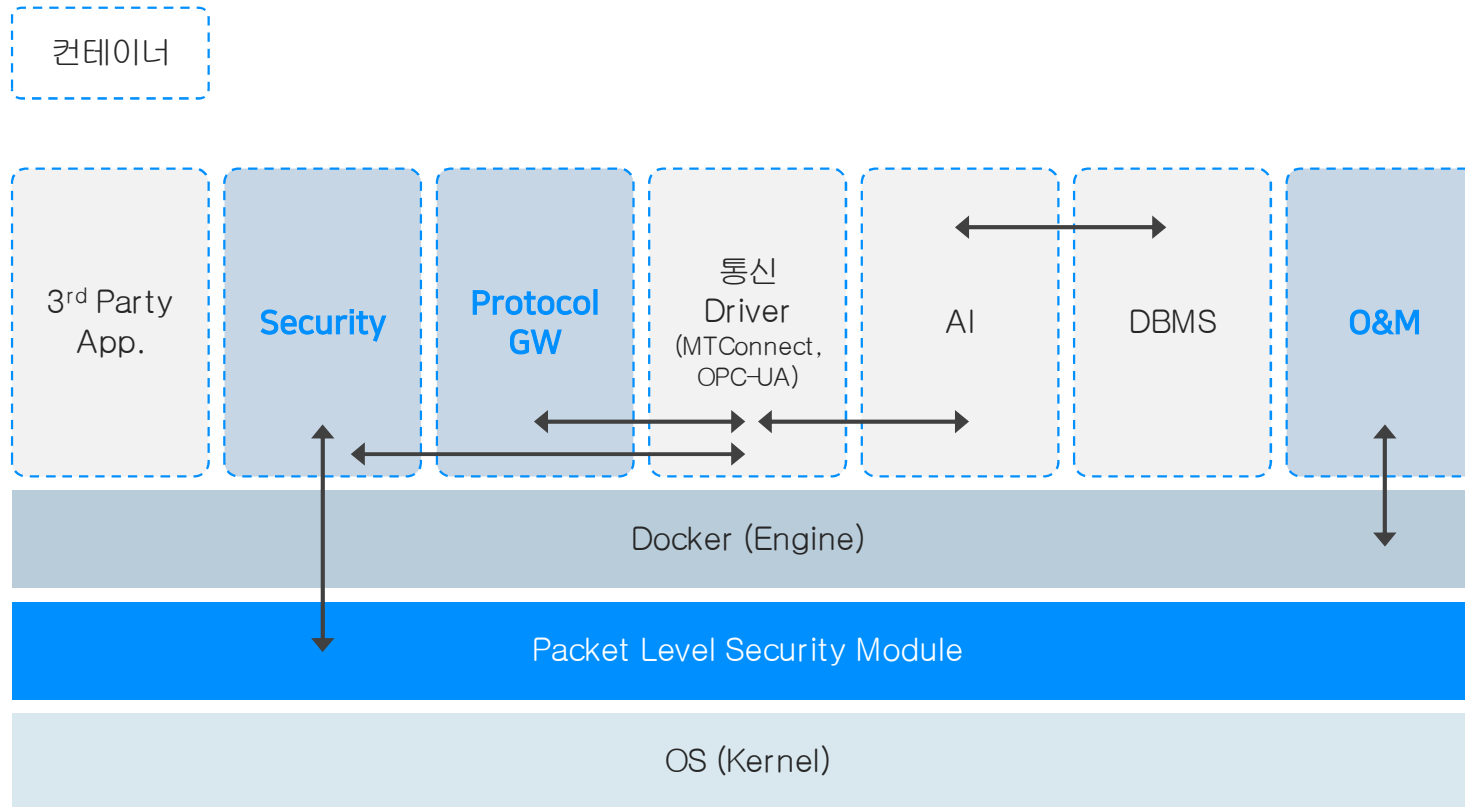 컨테이너
3rd Party
App.
Security
Protocol
GW
통신
Driver
(MTConnect,
OPC-UA)
AI
DBMS
O&M
Docker (Engine)
Packet Level Security Module
OS (Kernel)